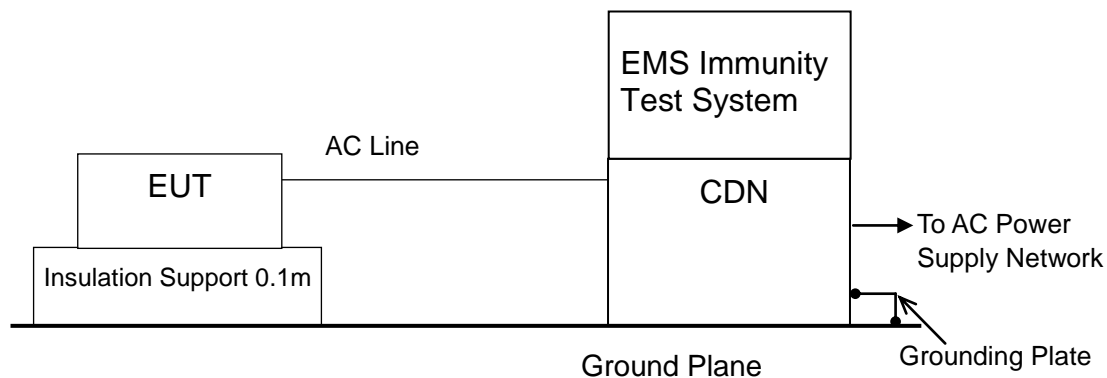 EMS Immunity
Test System
AC Line
EUT
CDN
To AC Power
Supply Network
Insulation Support 0.1m
Grounding Plate
Ground Plane